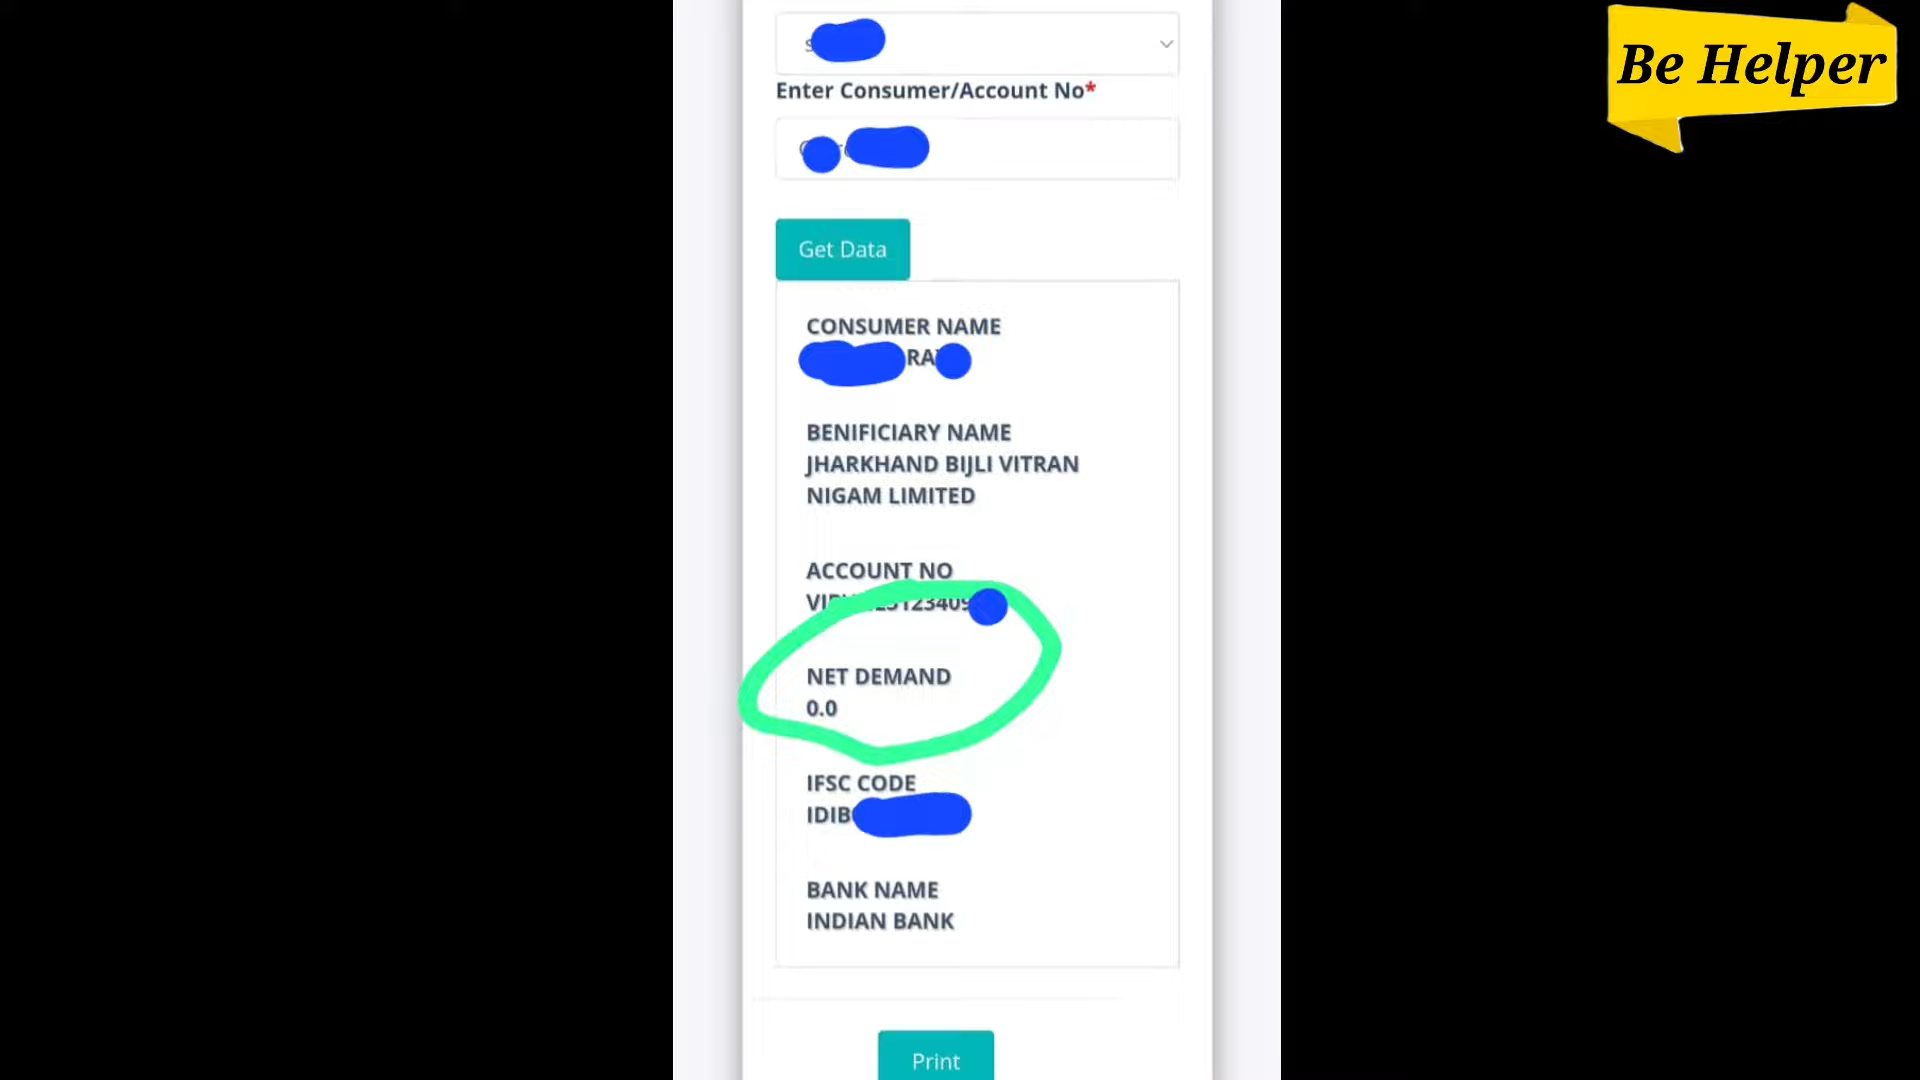 Be Helper
Enter Consumer/Account No*
Get Data
CONSUMER NAME
BENIFICIARY NAME
JHARKHAND BIJLI VITRAN
NIGAM LIMITED
ACCOUNT NO
NET DEMAND
0.0
IFSC CODE
IDIB
BANK NAME
INDIAN BANK
Print